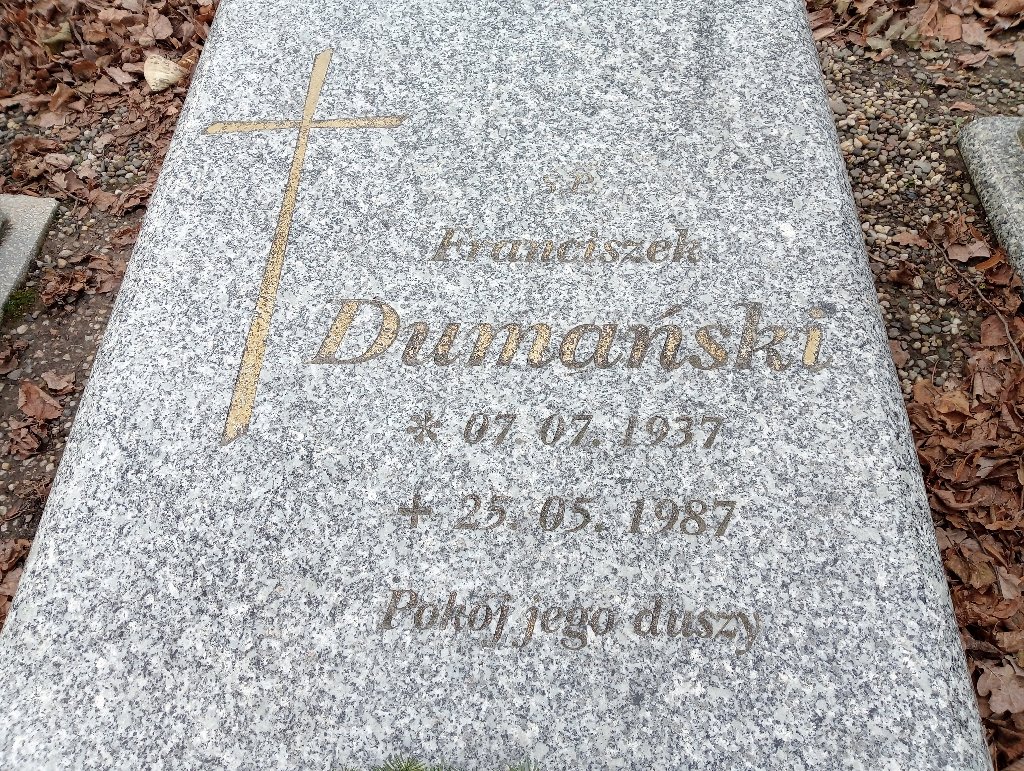 Ś.P.
Franciszek
Dumański
* 07. 07. 1937
+ 25. 05. 1987
Pokój jego duszy